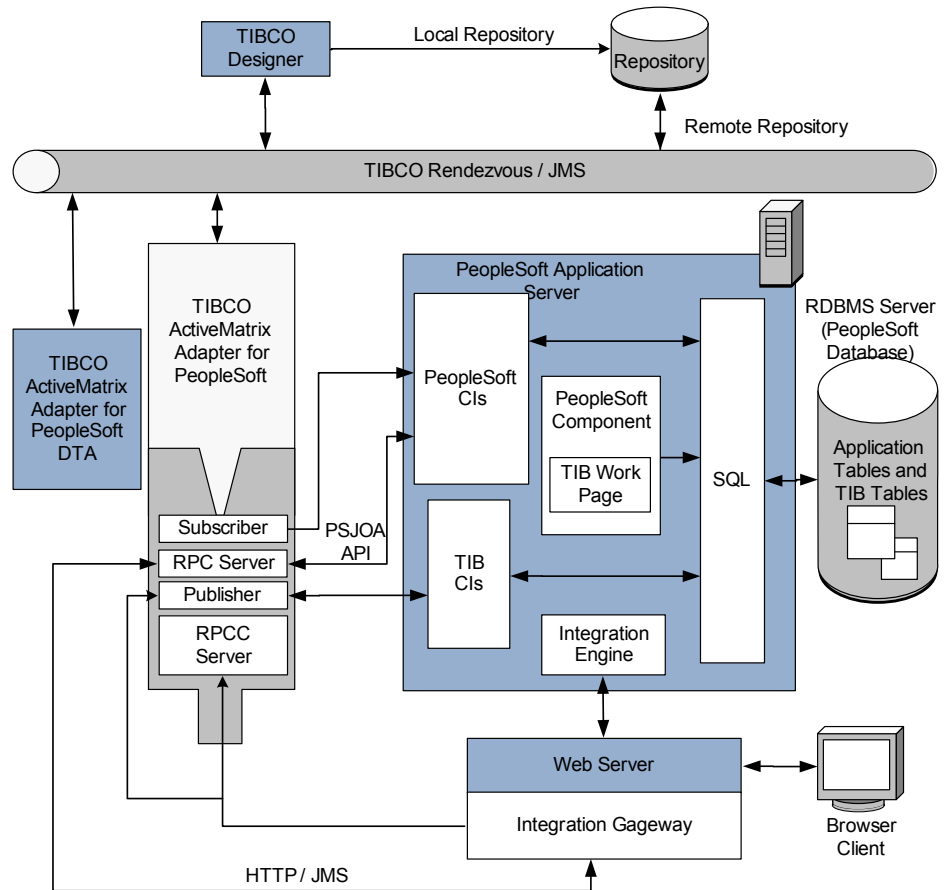 TIBCO
Designer
Local Repository
Repository
Remote Repository
TIBCO Rendezvous / JMS
TIBCO
ActiveMatrix
Adapter for
PeopleSoft
DTA
TIBCO
ActiveMatrix
Adapter for
PeopleSoft
Subscriber
RPC Server
Publisher
RPCC
Server
PSJOA
API
PeopleSoft Application
Server
PeopleSoft
CIs
PeopleSoft
Component
TIB Work
Page
TIB
CIs
Integration
Engine
SQL
RDBMS Server
(PeopleSoft
Database)
Application
Tables and
TIB Tables
Web Server
Integration Gageway
Browser
Client
HTTP / JMS